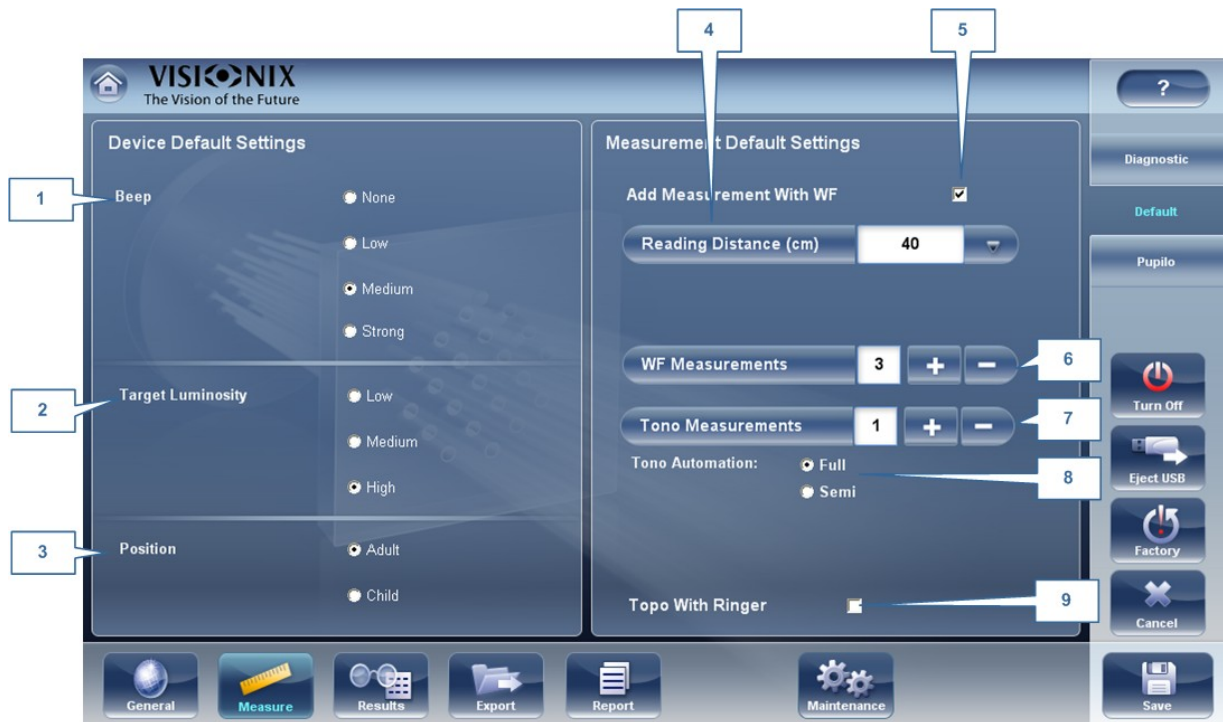 4
5
VISIONIX
The Vision of the Future
?
Device Default Settings
Measurement Default Settings
Diagnostic
Default
Pupilo
1
Beep
None
Low
Medium
Strong
Add Measurement With WF
Reading Distance (cm) 40
WF Measurements 3 + −
6
2
Target Luminosity
Low
Medium
High
Tono Measurements 1 + −
7
Tono Automation:
Full
Semi
8
3
Position
Adult
Child
Topo With Ringer
9
Turn Off
Eject USB
Factory
Cancel
General
Measure
Results
Export
Report
Maintenance
Save